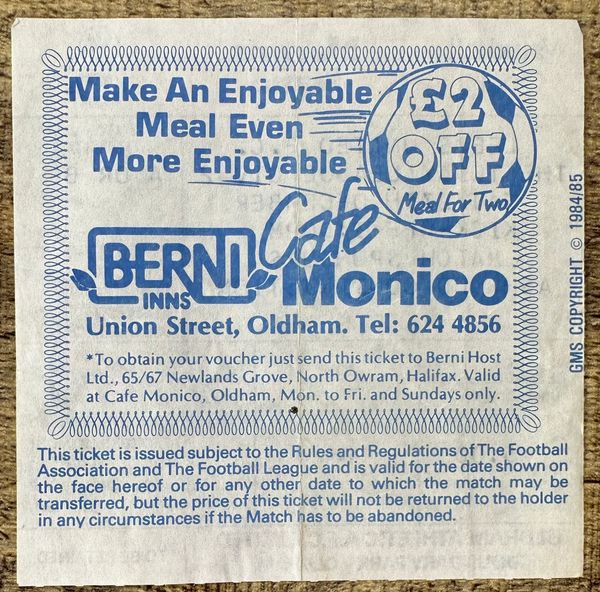 Make An Enjoyable
Meal Even
More Enjoyable
£2
OFF
Meal For Two
BERNI
INNS
Cafe
Monico
Union Street, Oldham. Tel: 624 4856
*To obtain your voucher just send this ticket to Berni Host
Ltd., 65/67 Newlands Grove, North Owram, Halifax. Valid
at Cafe Monico, Oldham, Mon. to Fri. and Sundays only.
GMS COPYRIGHT © 1984/85
This ticket is issued subject to the Rules and Regulations of The Football
Association and The Football League and is valid for the date shown on
the face hereof or for any other date to which the match may be
transferred, but the price of this ticket will not be returned to the holder
in any circumstances if the Match has to be abandoned.